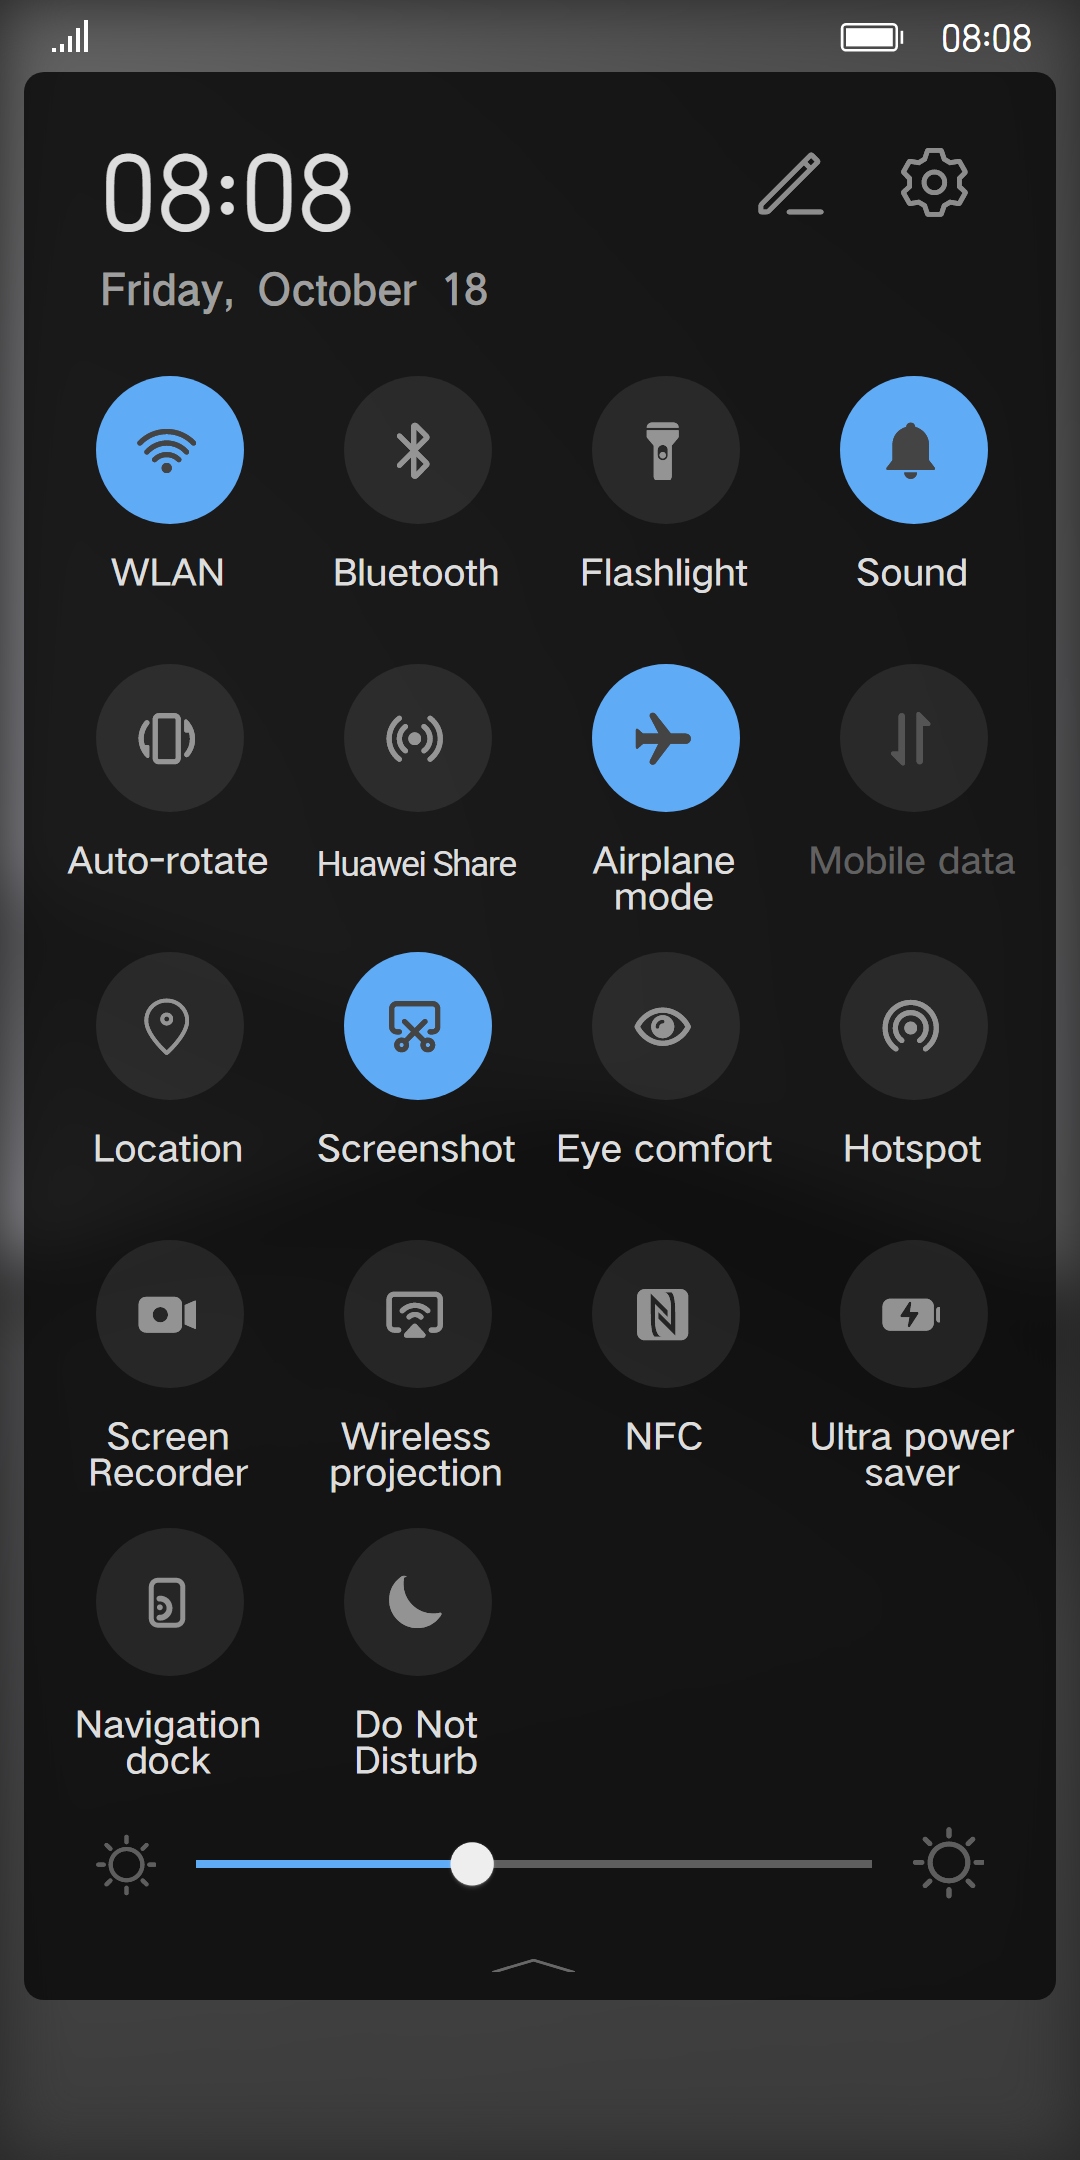 08:08
08:08
Friday, October 18
WLAN
Bluetooth
Flashlight
Sound
Auto-rotate
Huawei Share
Airplane
mode
Mobile data
Location
Screenshot
Eye comfort
Hotspot
Screen
Recorder
Wireless
projection
NFC
Ultra power
saver
Navigation
dock
Do Not
Disturb